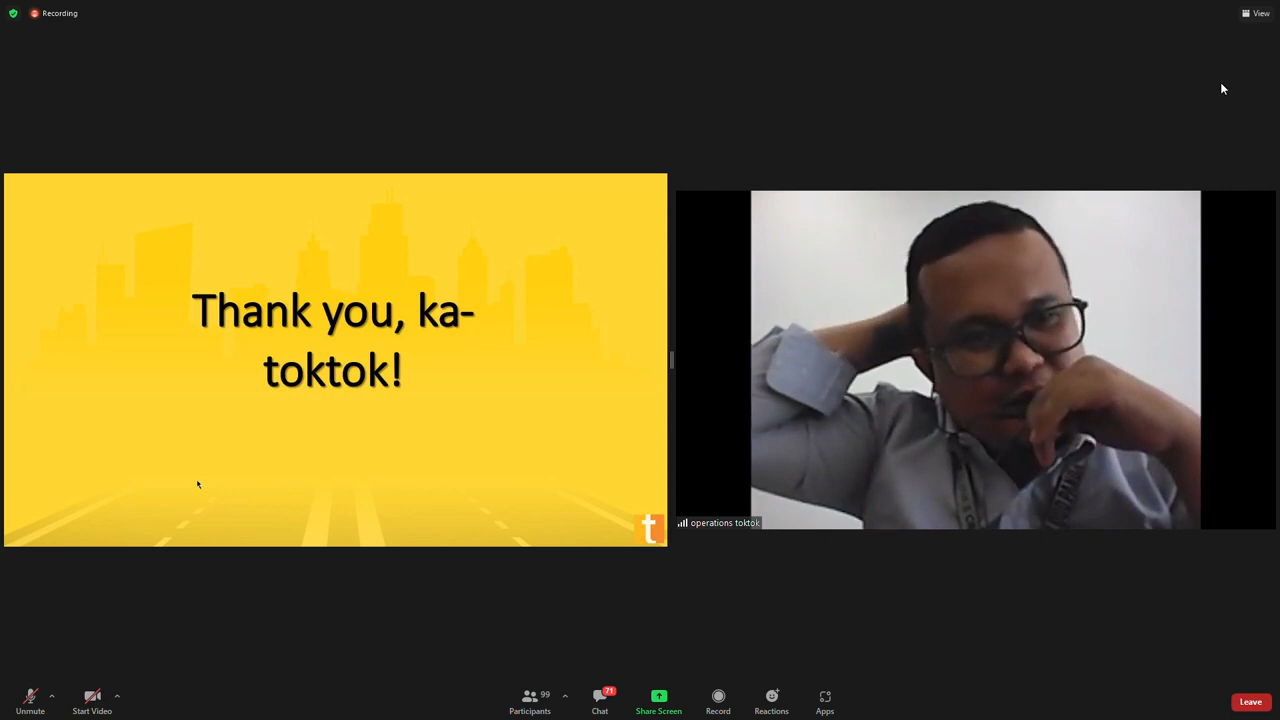 Recording
View
Thank you, ka-
toktok!
t
operations toktok
Unmute
Start Video
99
Participants
71
Chat
Share Screen
Record
Reactions
Apps
Leave